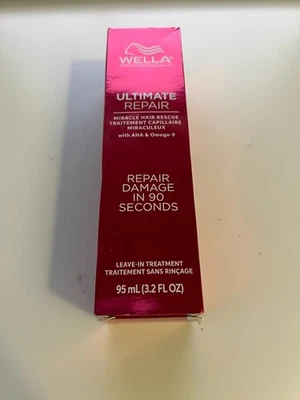 WELLA
PROFESSIONALS
ULTIMATE
REPAIR
MIRACLE HAIR RESCUE
TRAITEMENT CAPILLAIRE
MIRACULEUX
with AHA & Omega-9
REPAIR
DAMAGE
IN 90
SECONDS
LEAVE-IN TREATMENT
TRAITEMENT SANS RINÇAGE
95 mL (3.2 FL OZ)